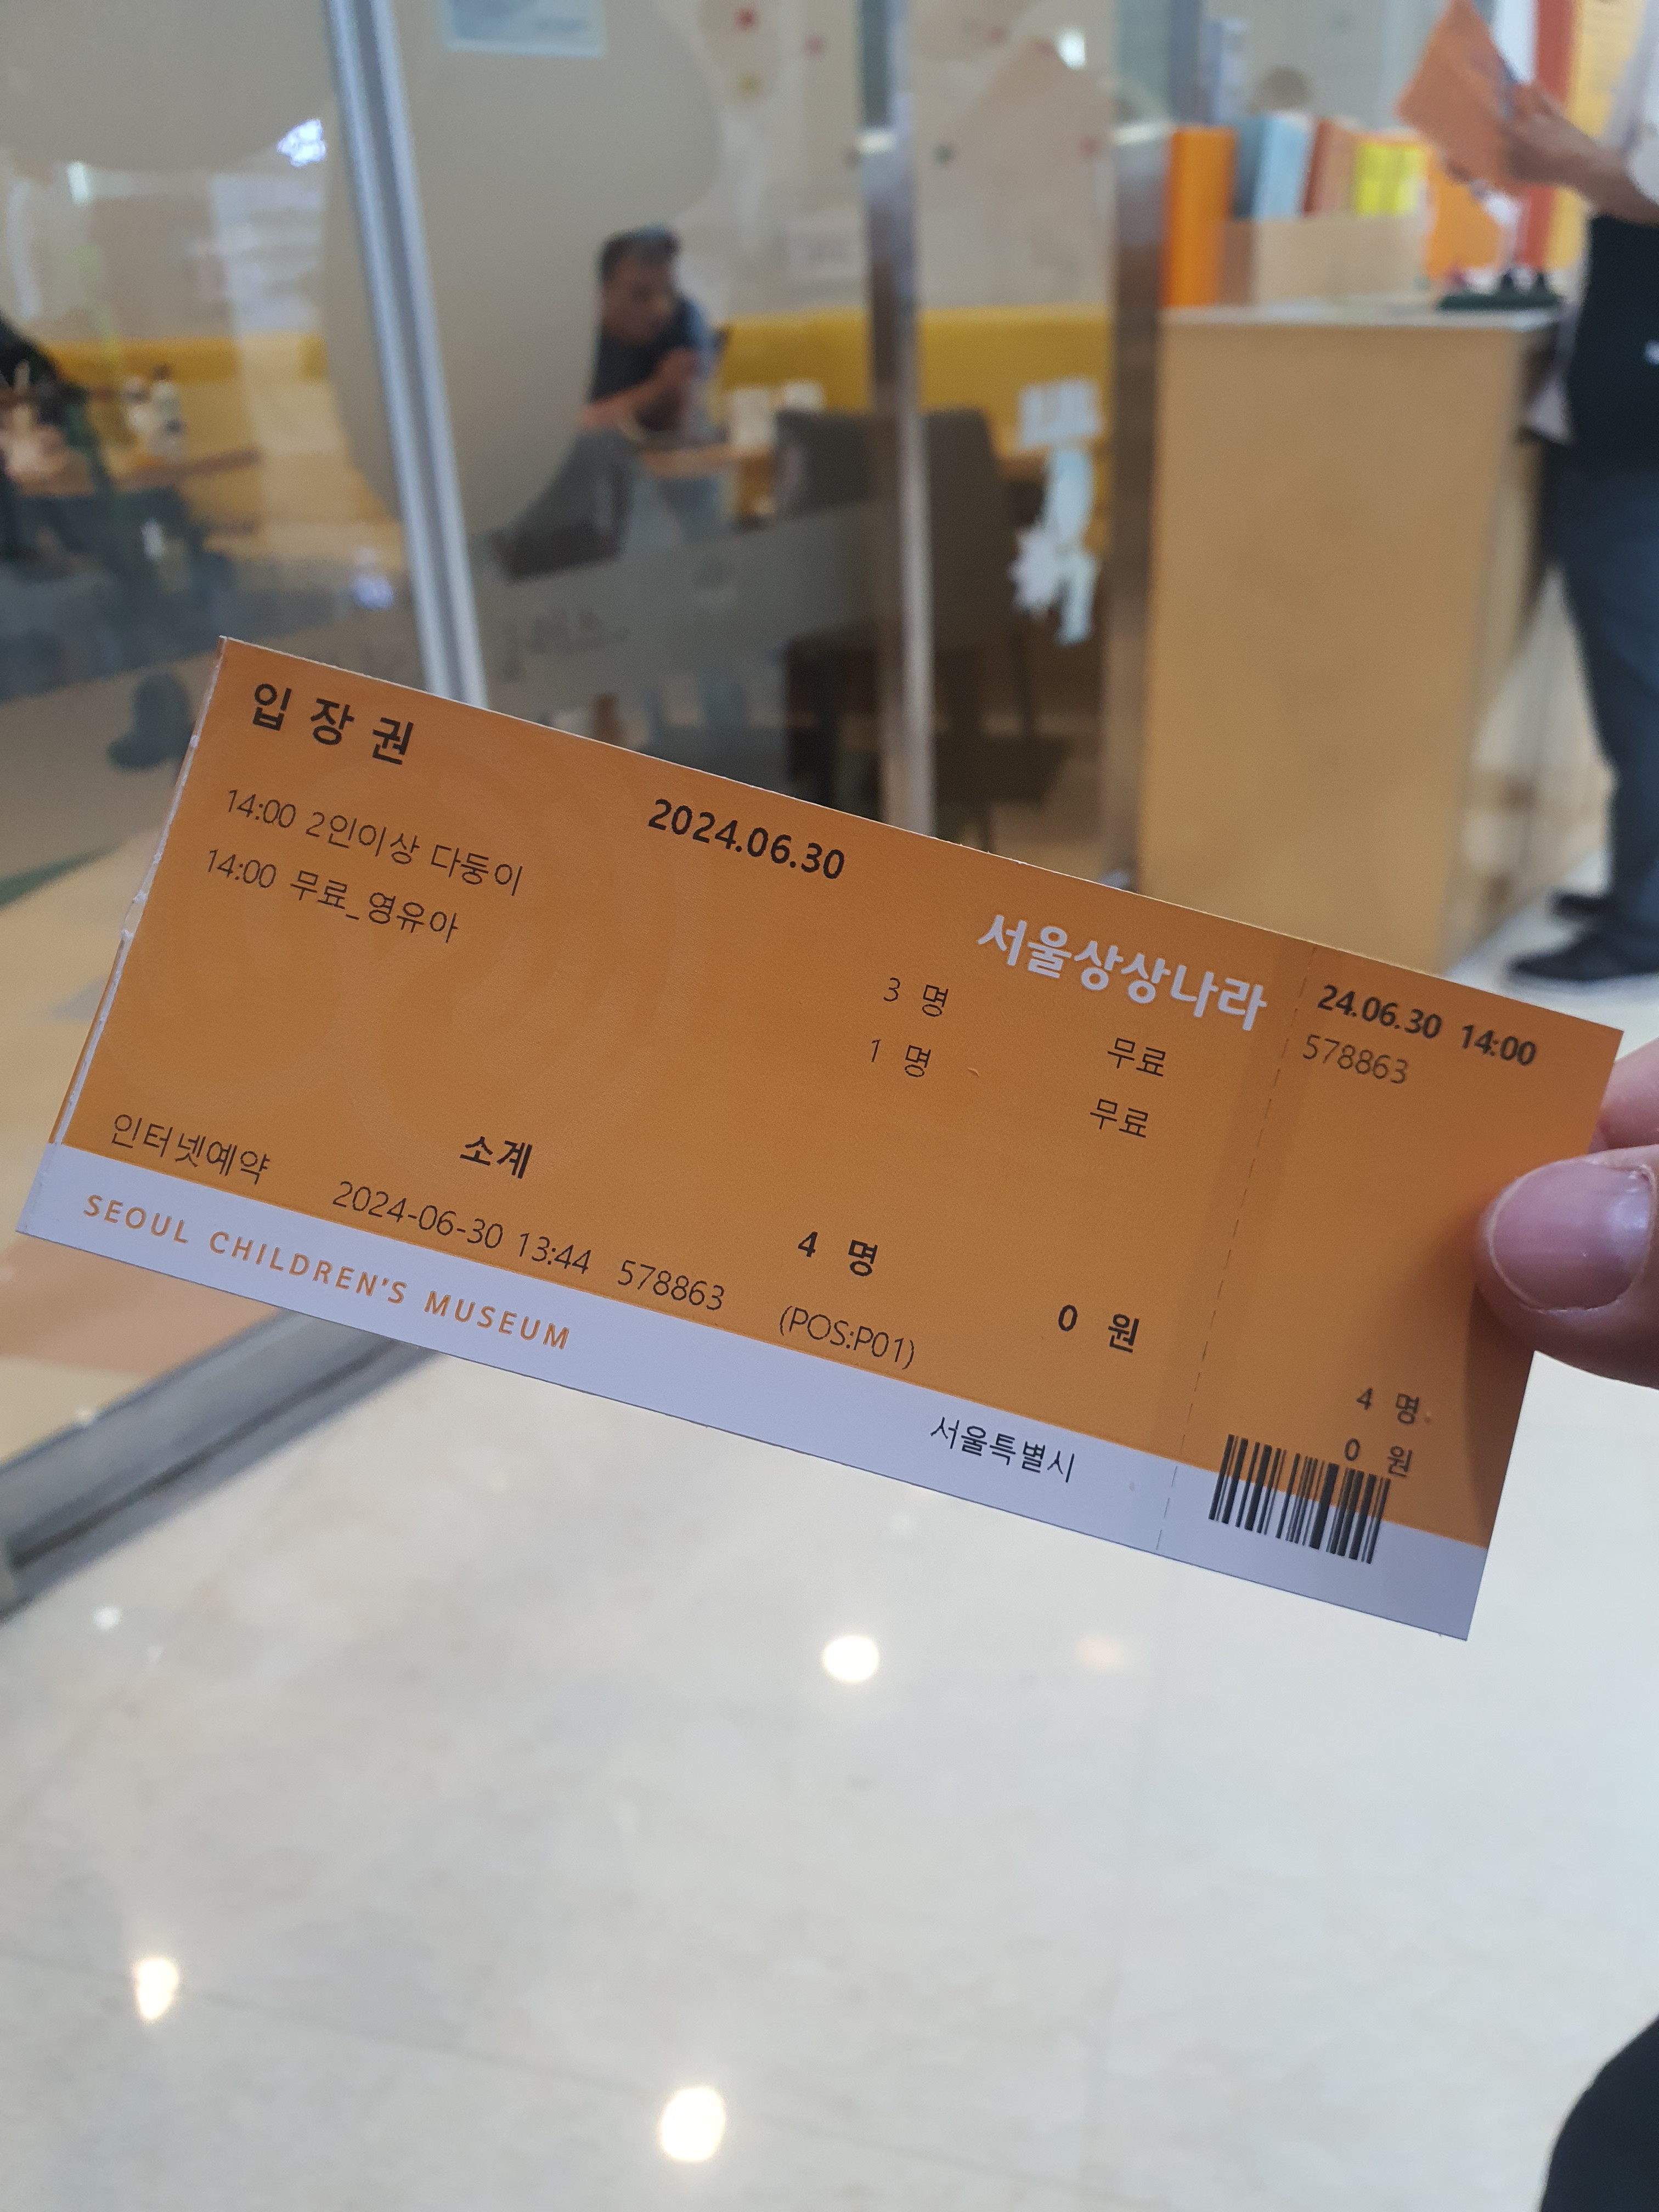 입 장 권
2024.06.30
서울상상나라
14:00 2인이상 다둥이 3 명 무료
14:00 무료_영유아 1 명 무료
소계 4 명 0 원
인터넷예약 2024-06-30 13:44 578863 (POS:P01)
SEOUL CHILDREN'S MUSEUM
서울특별시
24.06.30 14:00
578863
4 명
0 원